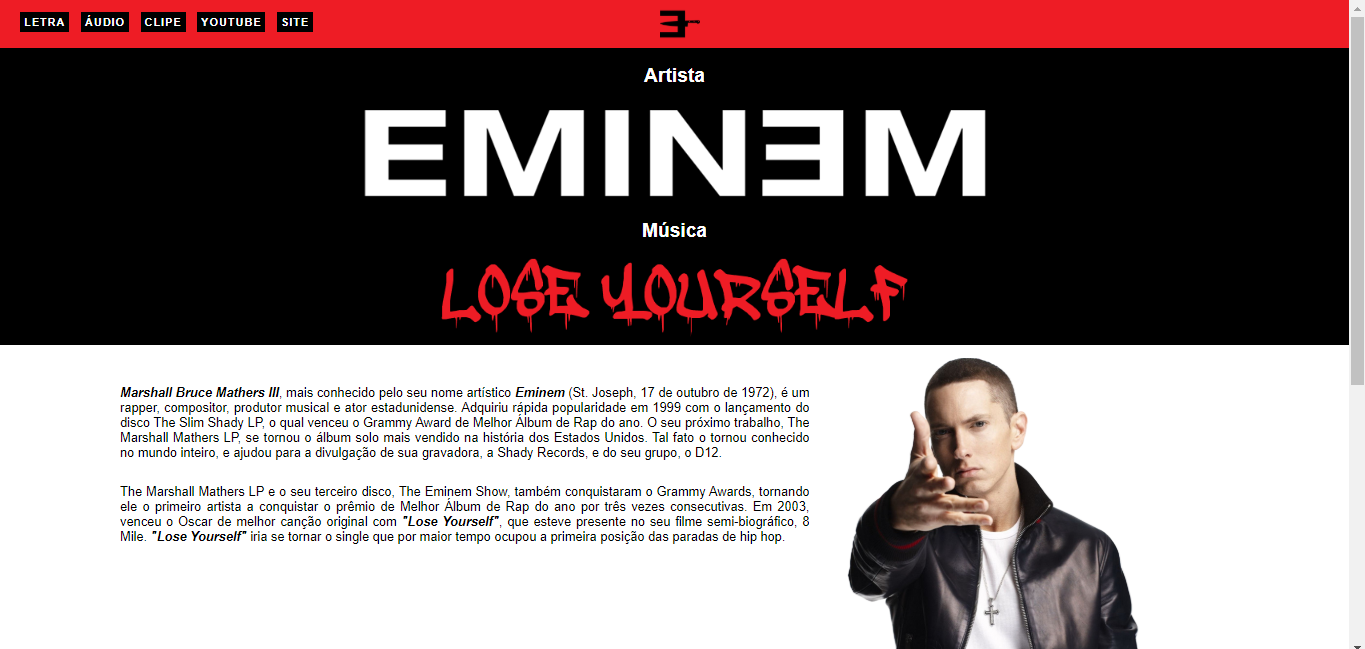 LETRA ÁUDIO CLIPE YOUTUBE SITE
Artista
EMINƎM
Música
LOSE YOURSELF
Marshall Bruce Mathers III, mais conhecido pelo seu nome artístico Eminem (St. Joseph, 17 de outubro de 1972), é um
rapper, compositor, produtor musical e ator estadunidense. Adquiriu rápida popularidade em 1999 com o lançamento do
disco The Slim Shady LP, o qual venceu o Grammy Award de Melhor Álbum de Rap do ano. O seu próximo trabalho, The
Marshall Mathers LP, se tornou o álbum solo mais vendido na história dos Estados Unidos. Tal fato o tornou conhecido
no mundo inteiro, e ajudou para a divulgação de sua gravadora, a Shady Records, e do seu grupo, o D12.
The Marshall Mathers LP e o seu terceiro disco, The Eminem Show, também conquistaram o Grammy Awards, tornando
ele o primeiro artista a conquistar o prêmio de Melhor Álbum de Rap do ano por três vezes consecutivas. Em 2003,
venceu o Oscar de melhor canção original com "Lose Yourself", que esteve presente no seu filme semi-biográfico, 8
Mile. "Lose Yourself" iria se tornar o single que por maior tempo ocupou a primeira posição das paradas de hip hop.